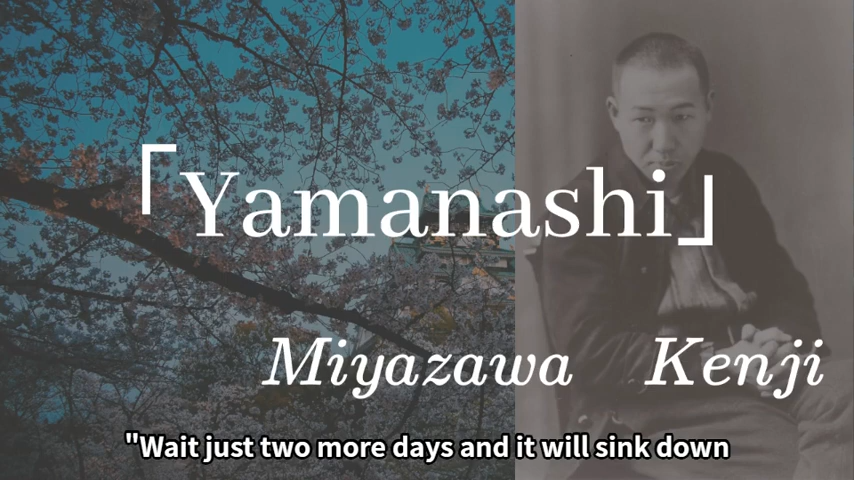 「Yamanashi」
Miyazawa Kenji
"Wait just two more days and it will sink down